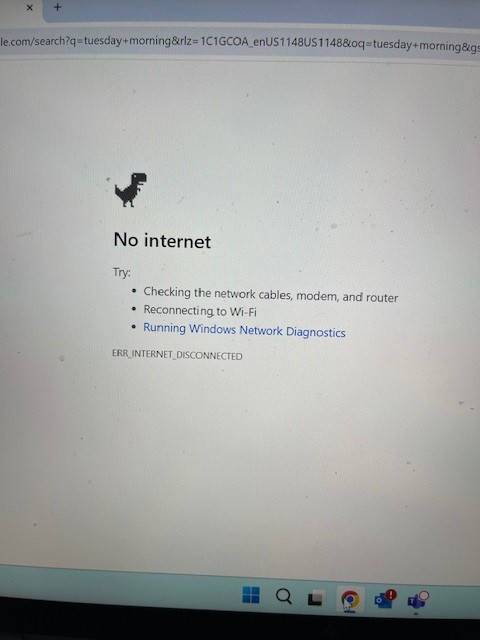 le.com/search?q=tuesday+morning&rlz=1C1GCOA_enUS1148US1148&oq=tuesday+morning&gs
No internet
Try:
• Checking the network cables, modem, and router
• Reconnecting to Wi-Fi
• Running Windows Network Diagnostics
ERR_INTERNET_DISCONNECTED